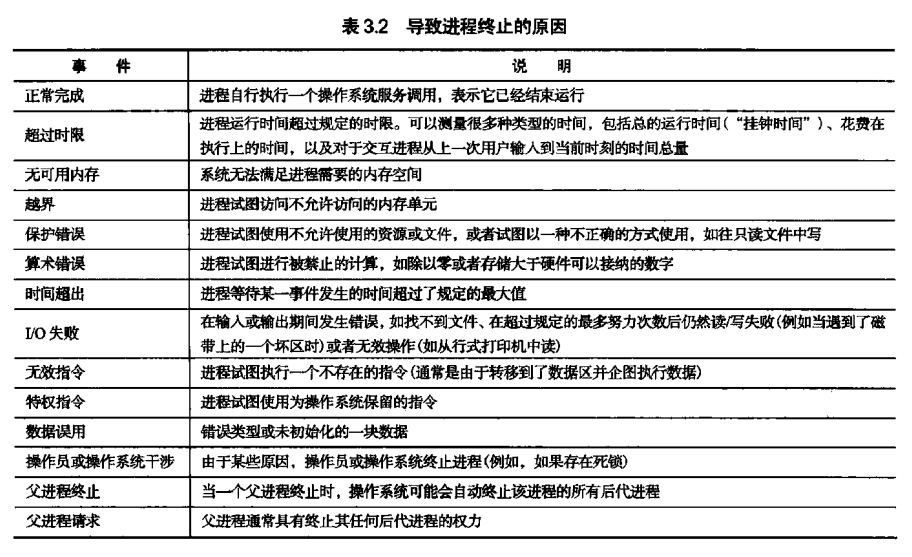 表 3.2 导致进程终止的原因
事 件 说 明
正常完成 进程自行执行一个操作系统服务调用，表示它已经结束运行
超过时限 进程运行时间超过规定的时限。可以测量很多种类型的时间，包括总的运行时间(“挂钟时间”)、花费在
执行上的时间，以及对于交互进程从上一次用户输入到当前时刻的时间总量
无可用内存 系统无法满足进程需要的内存空间
越界 进程试图访问不允许访问的内存单元
保护错误 进程试图使用不允许使用的资源或文件，或者试图以一种不正确的方式使用，如往只读文件中写
算术错误 进程试图进行被禁止的计算，如除以零或者存储大于硬件可以接纳的数字
时间超出 进程等待某一事件发生的时间超过了规定的最大值
I/O 失败 在输入或输出期间发生错误，如找不到文件、在超过规定的最多努力次数后仍然读/写失败(例如当遇到了磁
带上的一个坏区时)或者无效操作(如从行式打印机中读)
无效指令 进程试图执行一个不存在的指令(通常是由于转移到了数据区并企图执行数据)
特权指令 进程试图使用为操作系统保留的指令
数据误用 错误类型或未初始化的一块数据
操作员或操作系统干涉 由于某些原因，操作员或操作系统终止进程(例如，如果存在死锁)
父进程终止 当一个父进程终止时，操作系统可能会自动终止该进程的所有后代进程
父进程请求 父进程通常具有终止其任何后代进程的权力